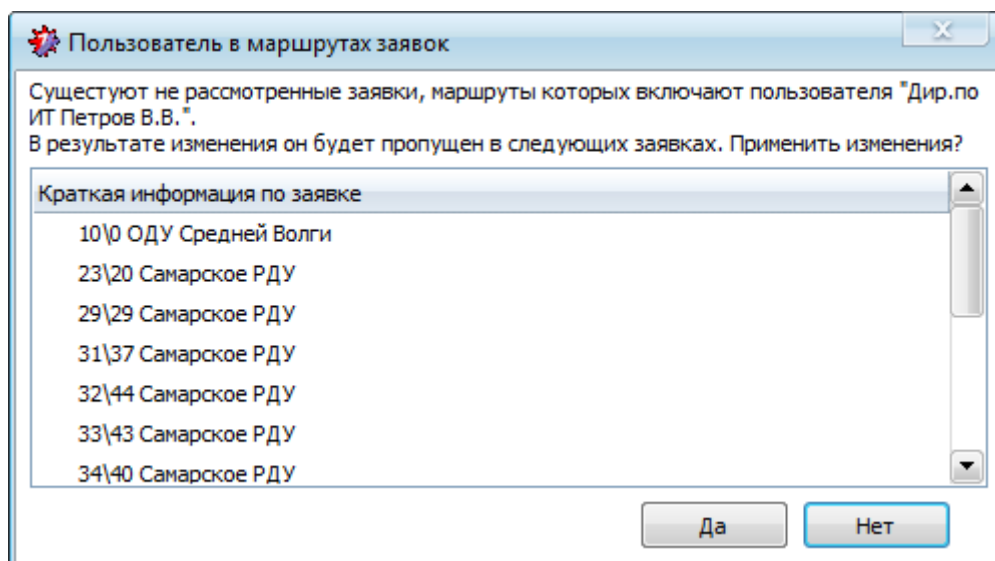 Пользователь в маршрутах заявок
Сущестуют не рассмотренные заявки, маршруты которых включают пользователя "Дир.по
ИТ Петров В.В.".
В результате изменения он будет пропущен в следующих заявках. Применить изменения?
Краткая информация по заявке
10\0 ОДУ Средней Волги
23\20 Самарское РДУ
29\29 Самарское РДУ
31\37 Самарское РДУ
32\44 Самарское РДУ
33\43 Самарское РДУ
34\40 Самарское РДУ
Да Нет